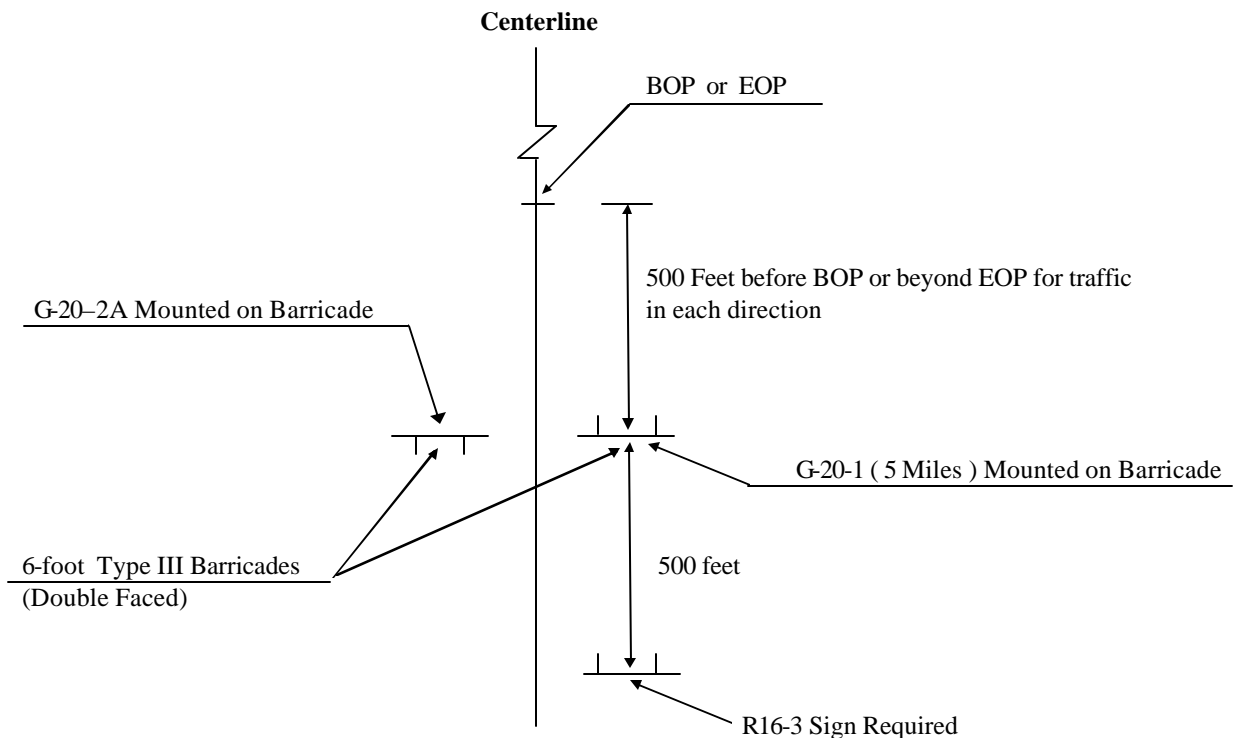 Centerline
BOP or EOP
500 Feet before BOP or beyond EOP for traffic
in each direction
G-20–2A Mounted on Barricade
G-20-1 ( 5 Miles ) Mounted on Barricade
6-foot Type III Barricades
(Double Faced)
500 feet
R16-3 Sign Required